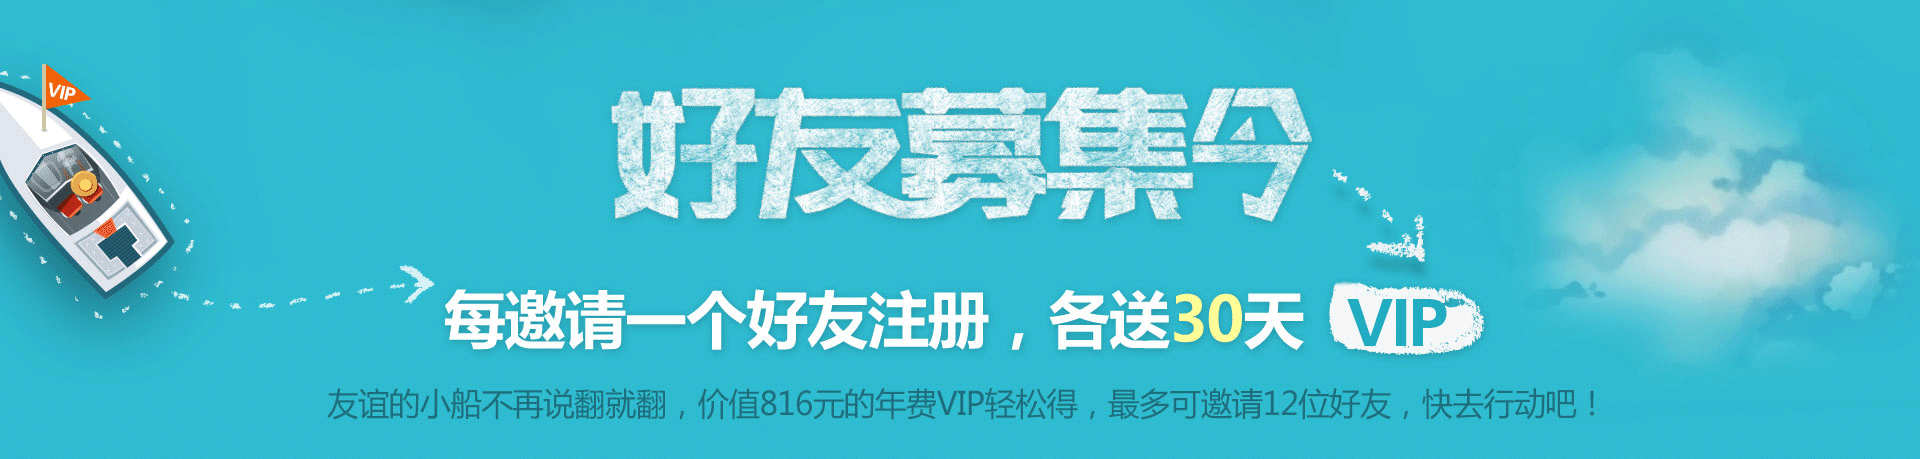 VIP
好友募集令
每邀请一个好友注册，各送30天 VIP
友谊的小船不再说翻就翻，价值816元的年费VIP轻松得，最多可邀请12位好友，快去行动吧！